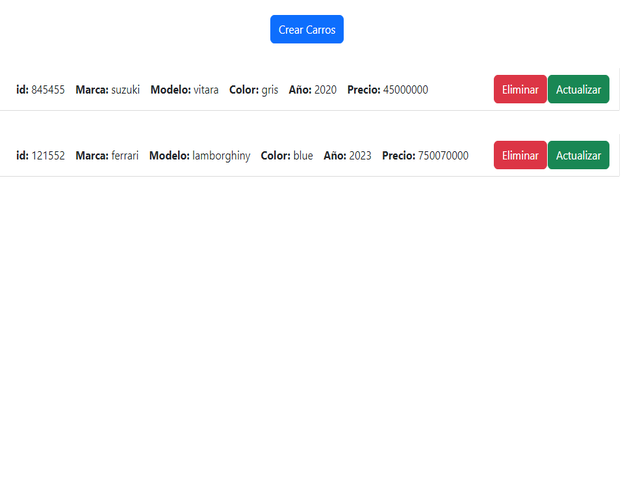 Crear Carros
id: 845455 Marca: suzuki Modelo: vitara Color: gris Año: 2020 Precio: 45000000 Eliminar Actualizar
id: 121552 Marca: ferrari Modelo: lamborghiny Color: blue Año: 2023 Precio: 750070000 Eliminar Actualizar